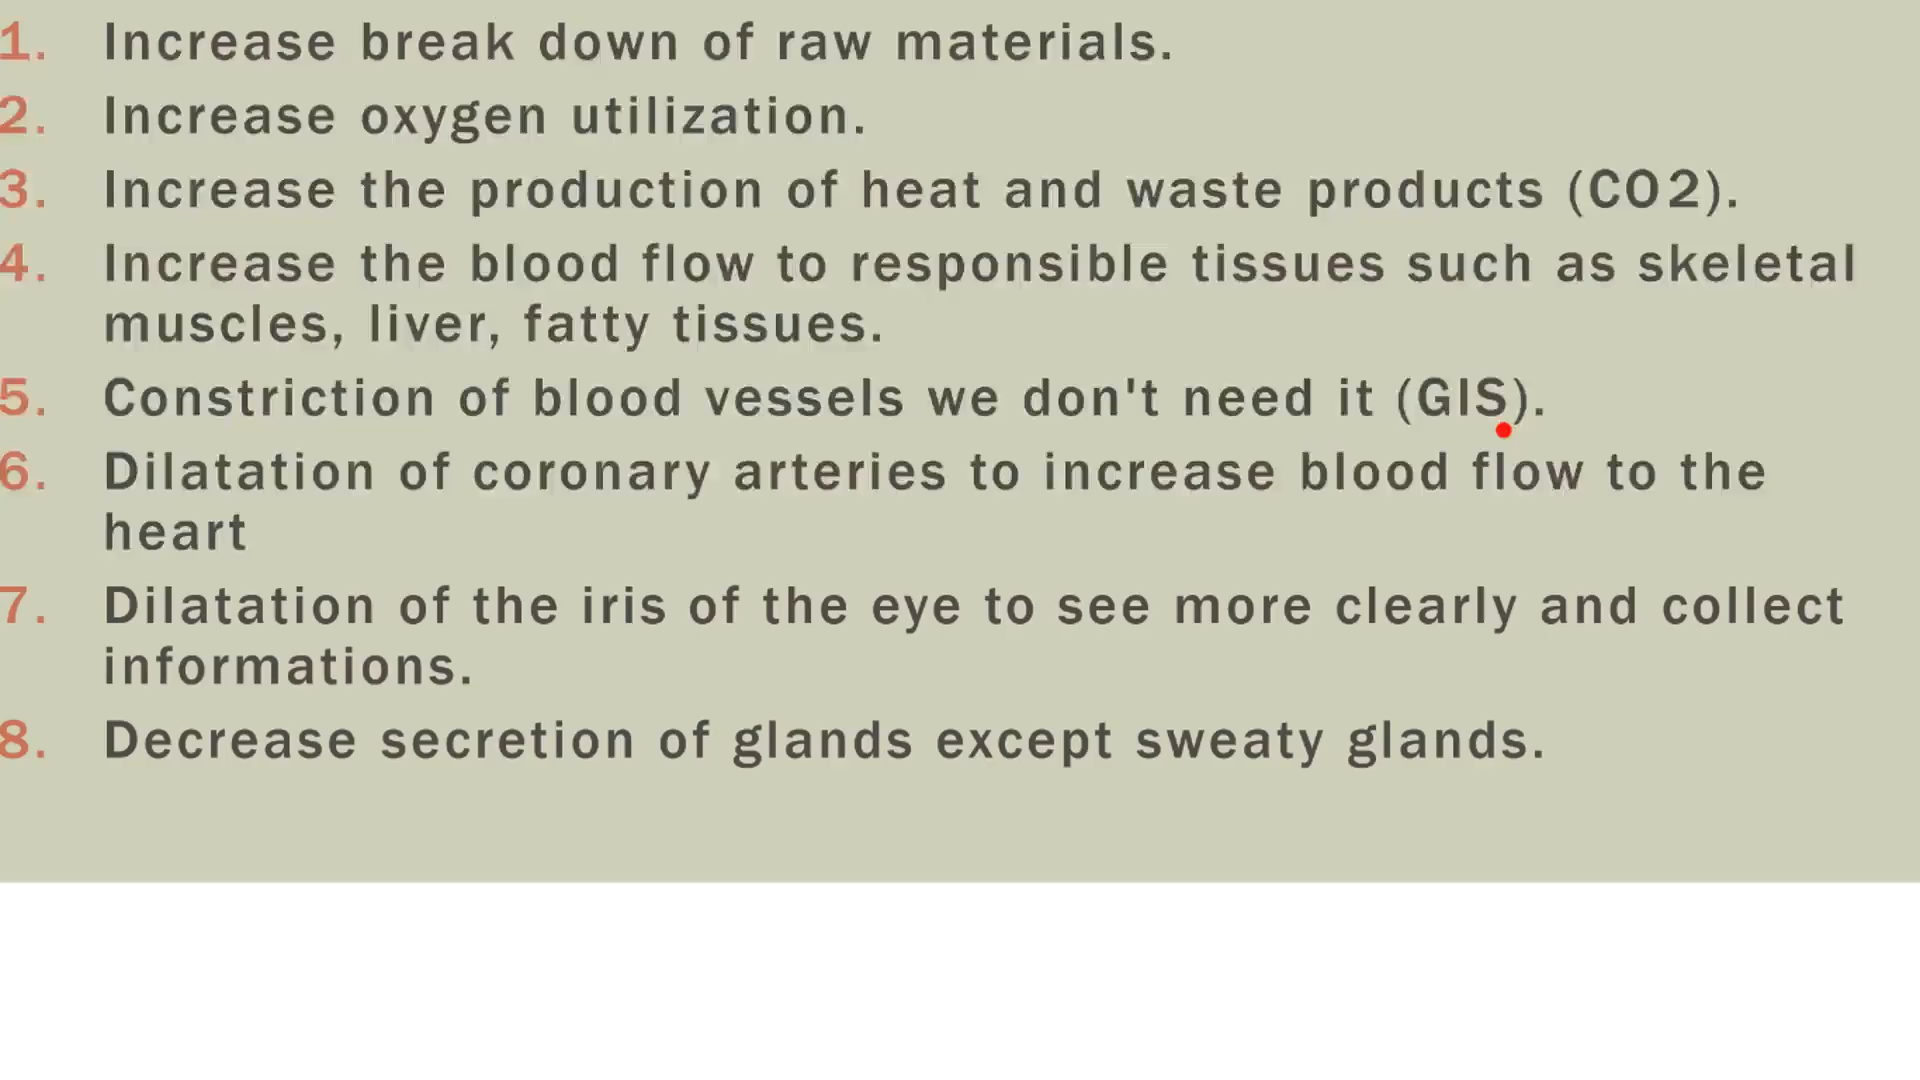 1. Increase break down of raw materials.
2. Increase oxygen utilization.
3. Increase the production of heat and waste products (CO2).
4. Increase the blood flow to responsible tissues such as skeletal
muscles, liver, fatty tissues.
5. Constriction of blood vessels we don't need it (GIS).
6. Dilatation of coronary arteries to increase blood flow to the
heart
7. Dilatation of the iris of the eye to see more clearly and collect
informations.
8. Decrease secretion of glands except sweaty glands.